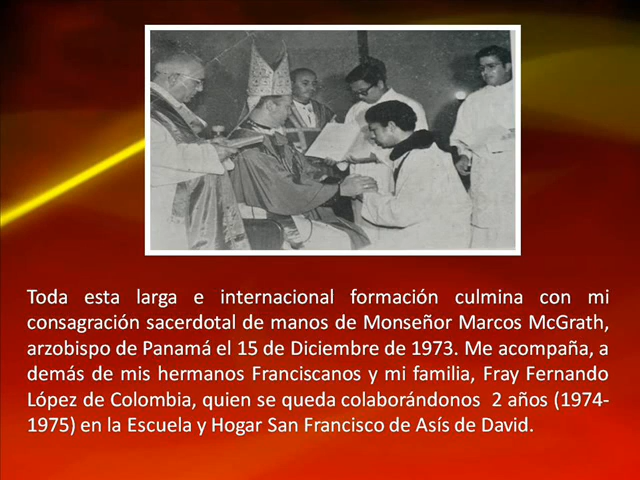 Toda esta larga e internacional formación culmina con mi
consagración sacerdotal de manos de Monseñor Marcos McGrath,
arzobispo de Panamá el 15 de Diciembre de 1973. Me acompaña, a
demás de mis hermanos Franciscanos y mi familia, Fray Fernando
López de Colombia, quien se queda colaborándonos 2 años (1974-
1975) en la Escuela y Hogar San Francisco de Asís de David.